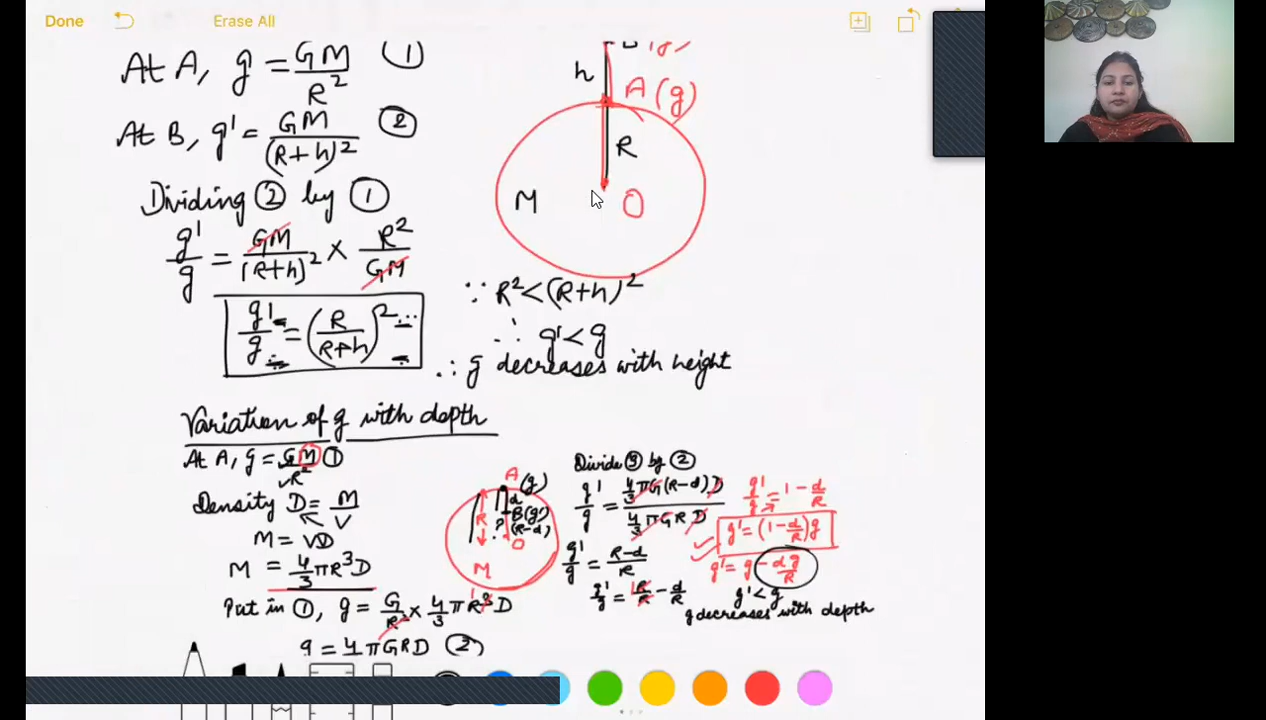 Done Erase All
At A, g = GM/R² ①
At B, g' = GM/(R+h)² ②
Dividing ② by ①
g'/g = GM/(R+h)² × R²/GM
g'/g = (R/(R+h))²
h
A (g)
R
M
O
∵ R² < (R+h)²
∴ g' < g
∴ g decreases with height
Variation of g with depth
At A, g = GM/R² ①
Density D = M/V
M = VD
M = 4/3 πR³D
Put in ①, g = G/R² × 4/3 πR³D
g = 4 πGRD ②
A (g)
d
B(g')
R
(R-d)
?
O
M
Divide ③ by ②
g'/g = 4/3 πG(R-d)D / 4/3 πGRD
g'/g = R-d/R
g'/g = R/R - d/R
g'/g = 1 - d/R
g' = (1 - d/R)g
g' = g - dg/R
g' < g
g decreases with depth